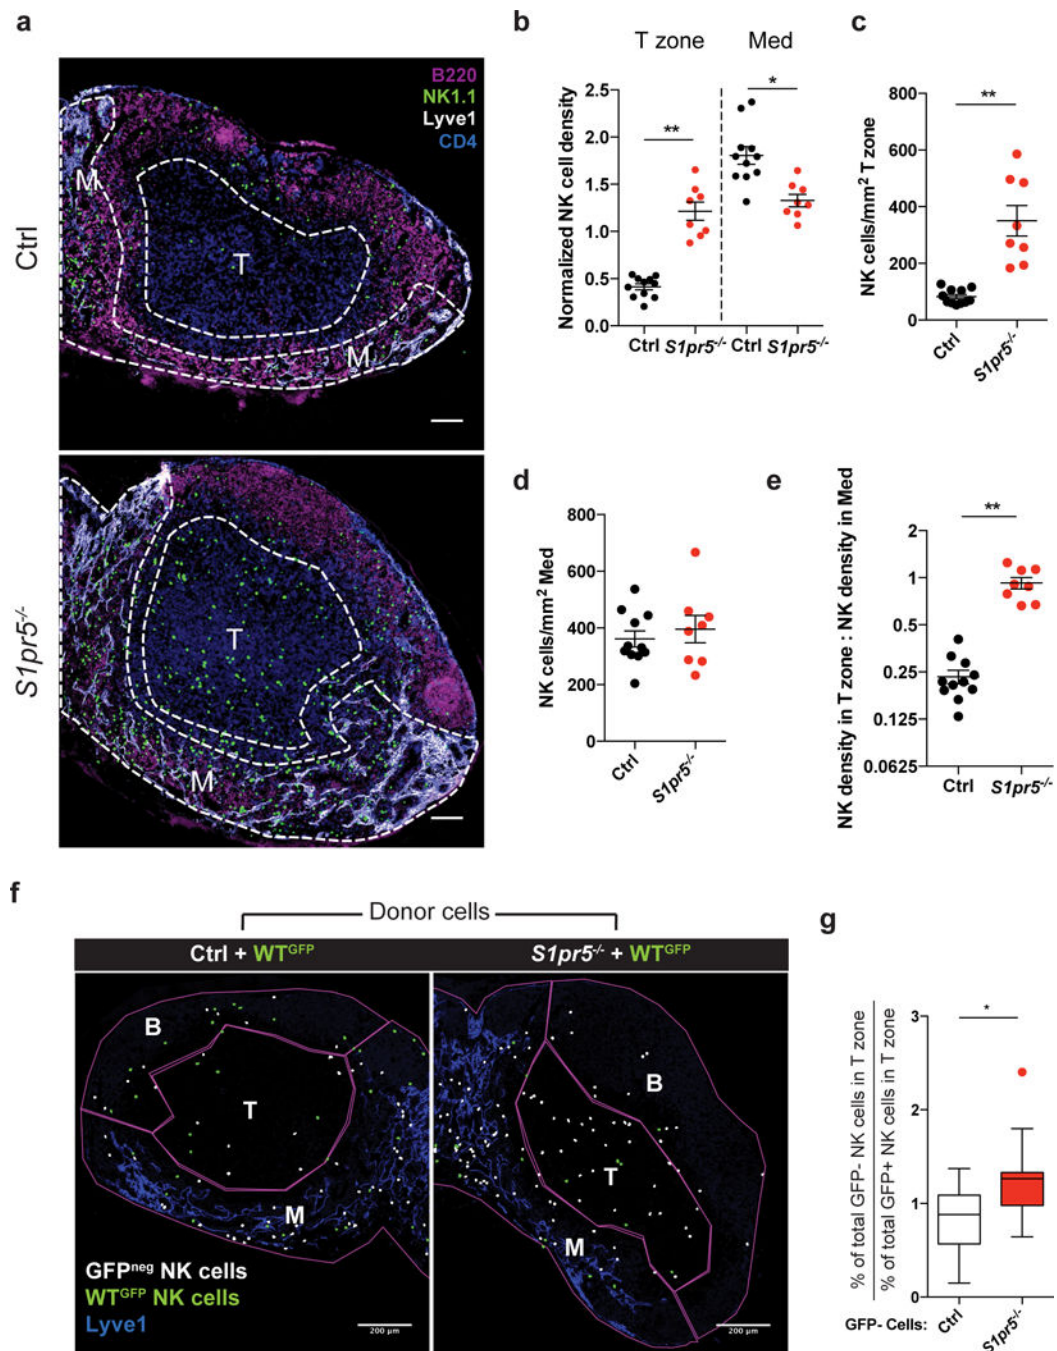 a
B220
NK1.1
Lyve1
CD4
M
T
M
Ctrl
T
M
S1pr5-/-
b
T zone
Med
Normalized NK cell density
2.5
2.0
1.5
1.0
0.5
0.0
**
*
Ctrl S1pr5-/- Ctrl S1pr5-/-
c
NK cells/mm2 T zone
800
600
400
200
0
**
Ctrl
S1pr5-/-
d
NK cells/mm2 Med
800
600
400
200
0
Ctrl
S1pr5-/-
e
NK density in T zone : NK density in Med
2
1
0.5
0.25
0.125
0.0625
**
Ctrl
S1pr5-/-
f
Donor cells
Ctrl + WTGFP
S1pr5-/- + WTGFP
B
T
M
GFPneg NK cells
WTGFP NK cells
Lyve1
200 μm
B
T
M
200 μm
g
% of total GFP- NK cells in T zone
% of total GFP+ NK cells in T zone
3
2
1
0
*
GFP- Cells: Ctrl S1pr5-/-